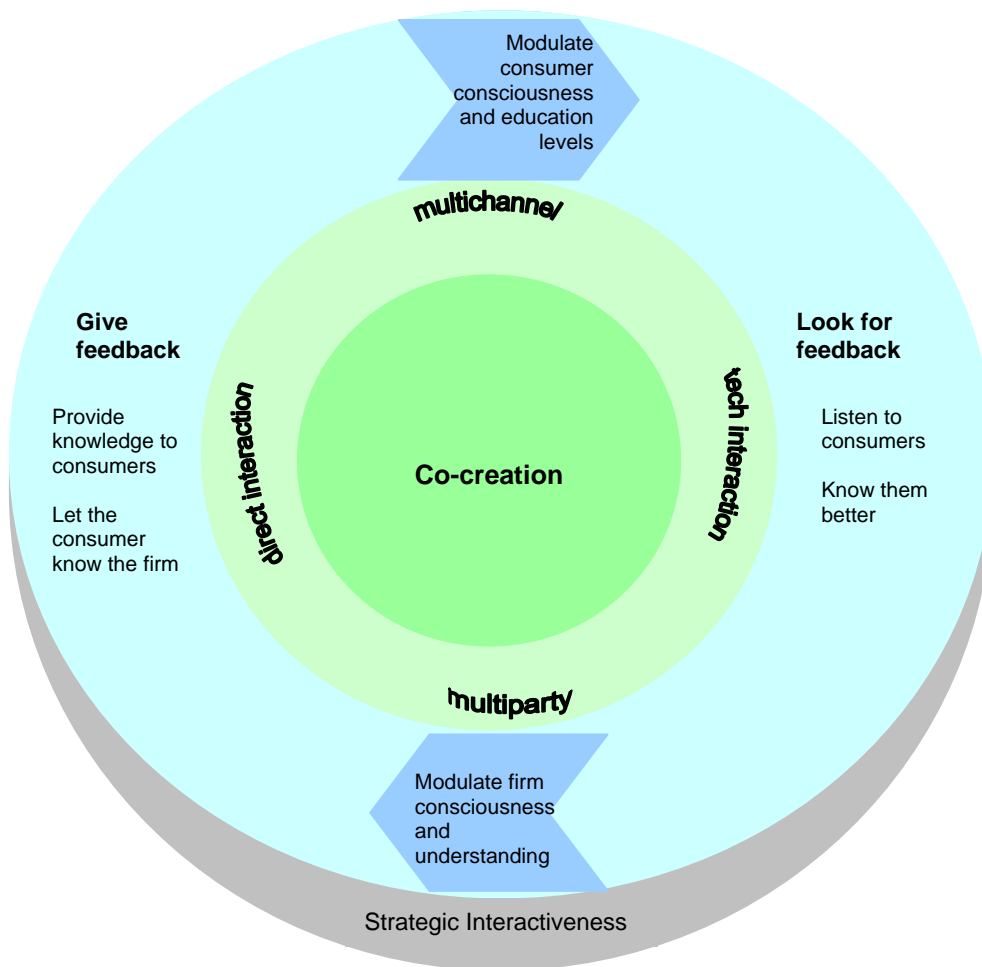 Modulate
consumer
consciousness
and education
levels
multichannel
Give
feedback
Provide
knowledge to
consumers
Let the
consumer
know the firm
direct interaction
Co-creation
tech interaction
Look for
feedback
Listen to
consumers
Know them
better
multiparty
Modulate firm
consciousness
and
understanding
Strategic Interactiveness